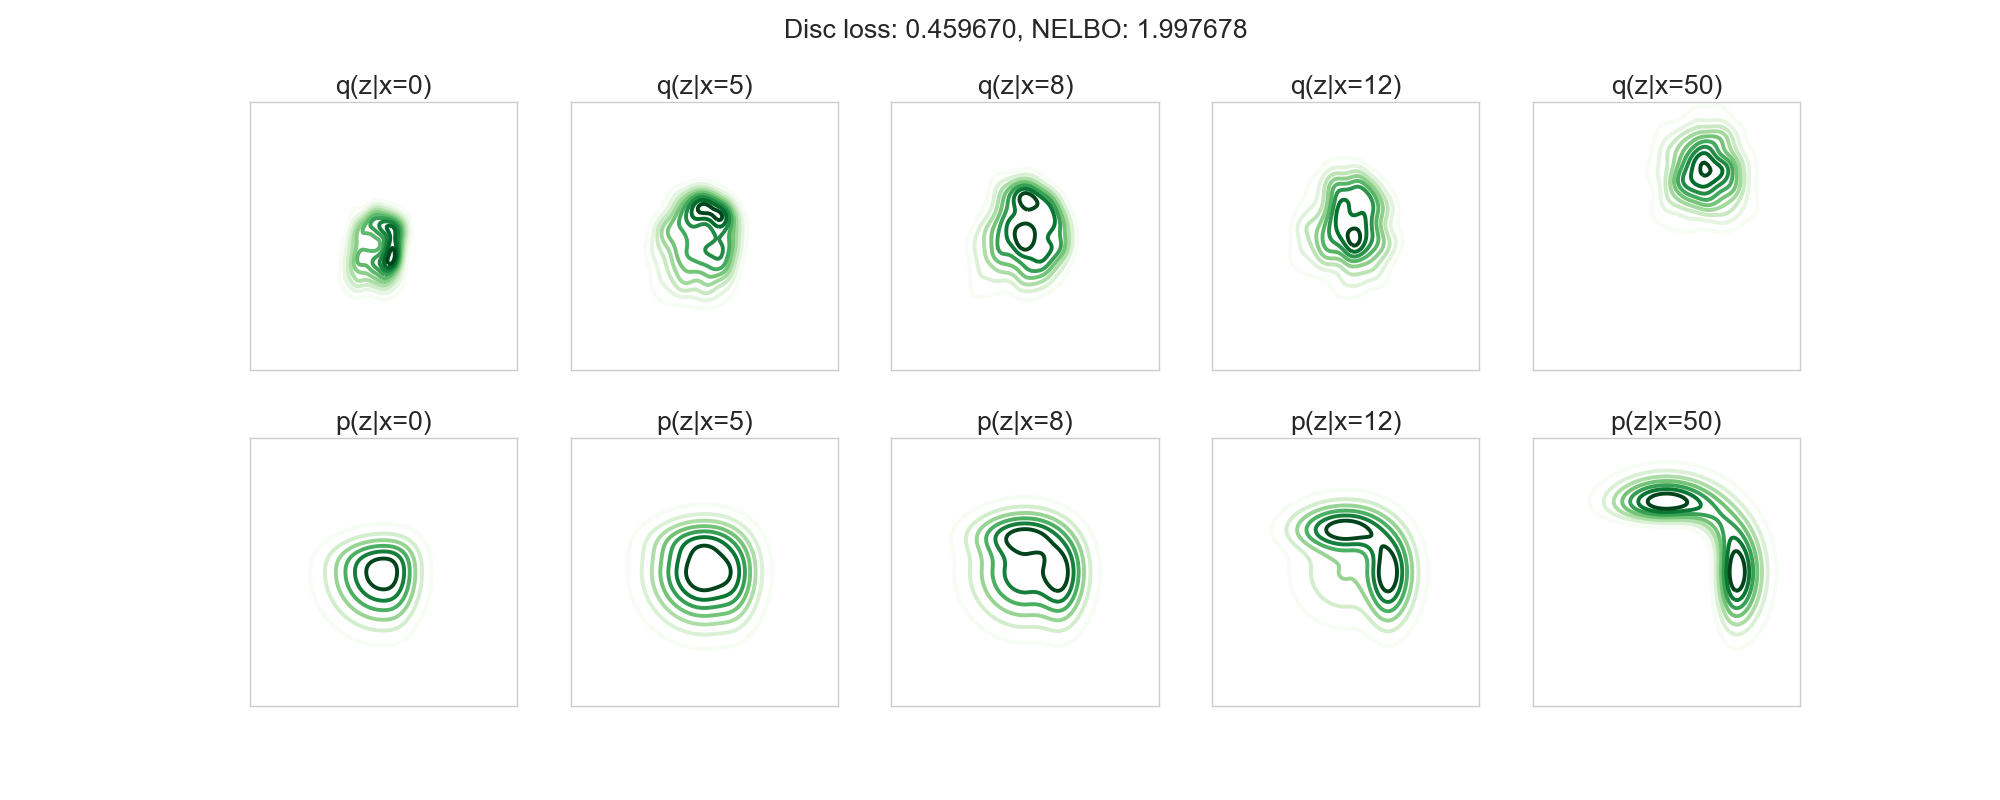 Disc loss: 0.459670, NELBO: 1.997678
q(z|x=0) q(z|x=5) q(z|x=8) q(z|x=12) q(z|x=50)
p(z|x=0) p(z|x=5) p(z|x=8) p(z|x=12) p(z|x=50)